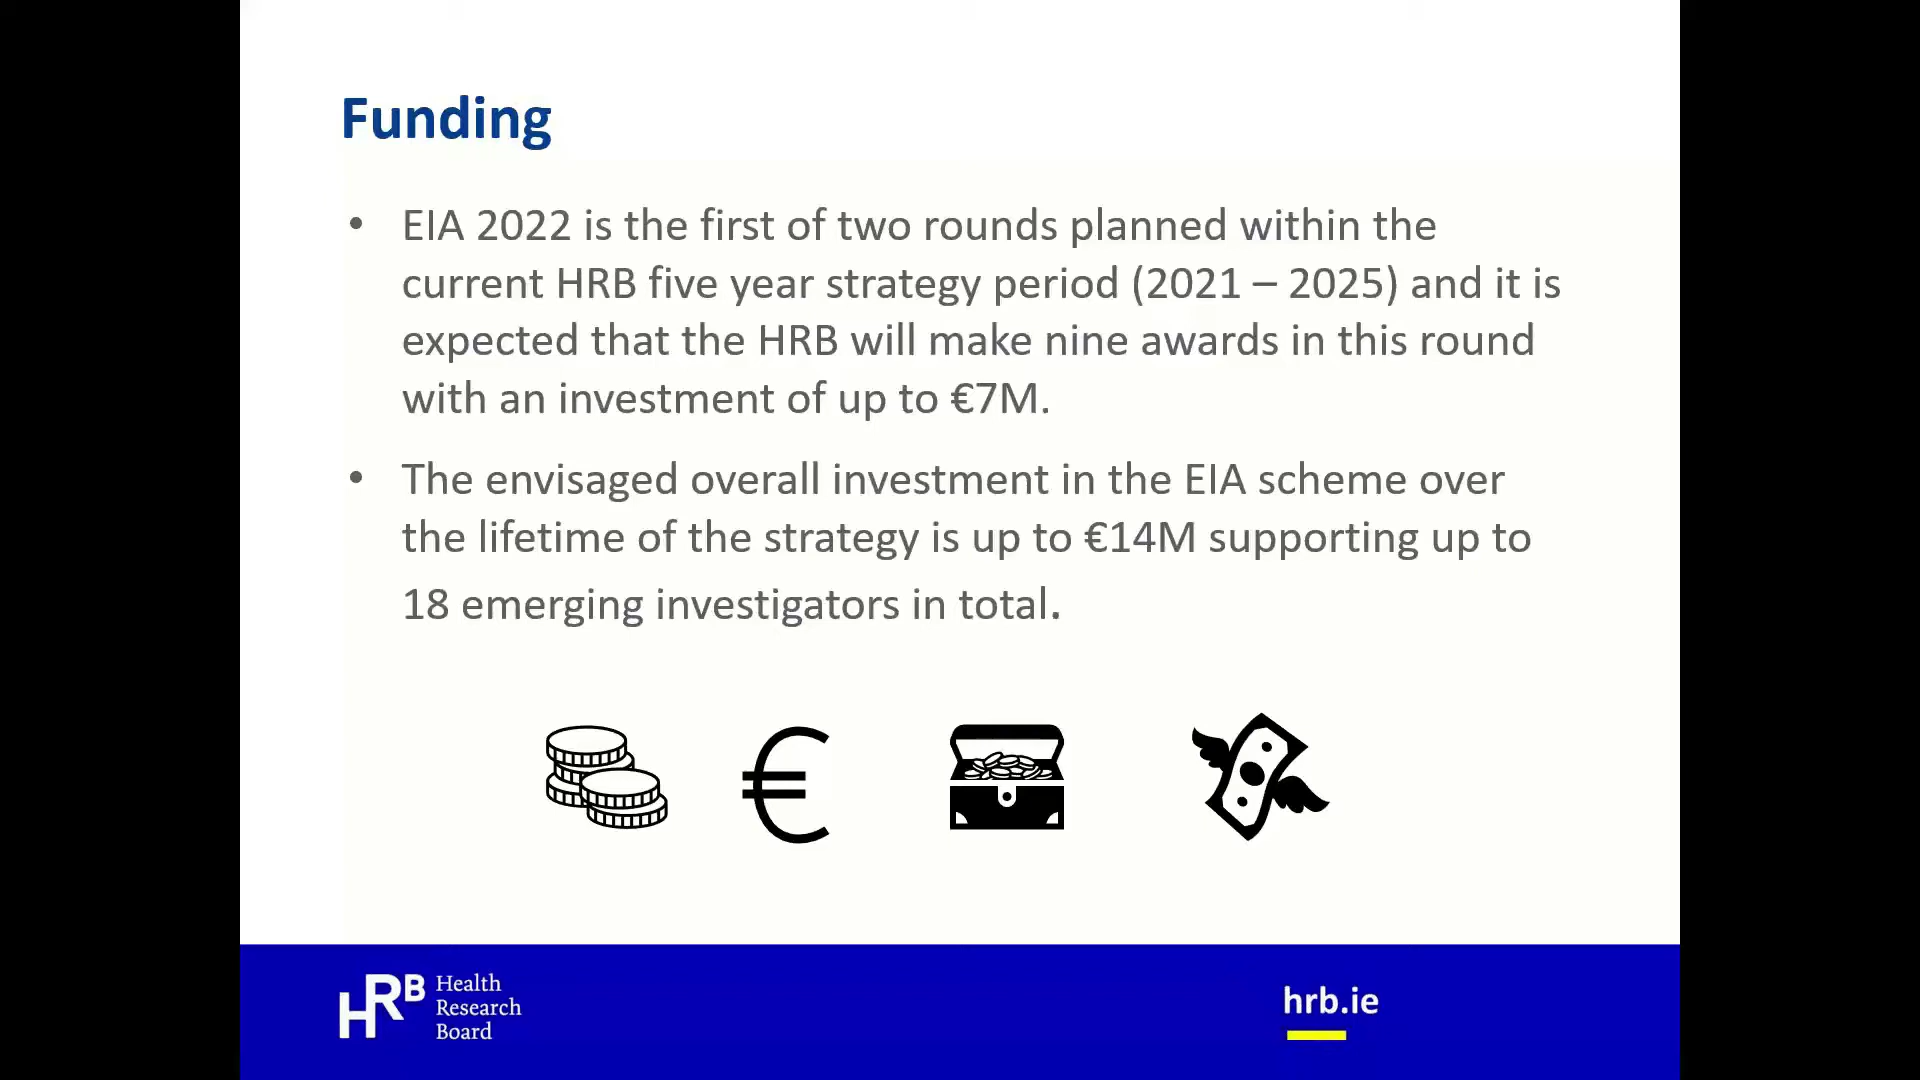 Funding
• EIA 2022 is the first of two rounds planned within the
current HRB five year strategy period (2021 – 2025) and it is
expected that the HRB will make nine awards in this round
with an investment of up to €7M.
• The envisaged overall investment in the EIA scheme over
the lifetime of the strategy is up to €14M supporting up to
18 emerging investigators in total.
€
HRB Health
Research
Board
hrb.ie